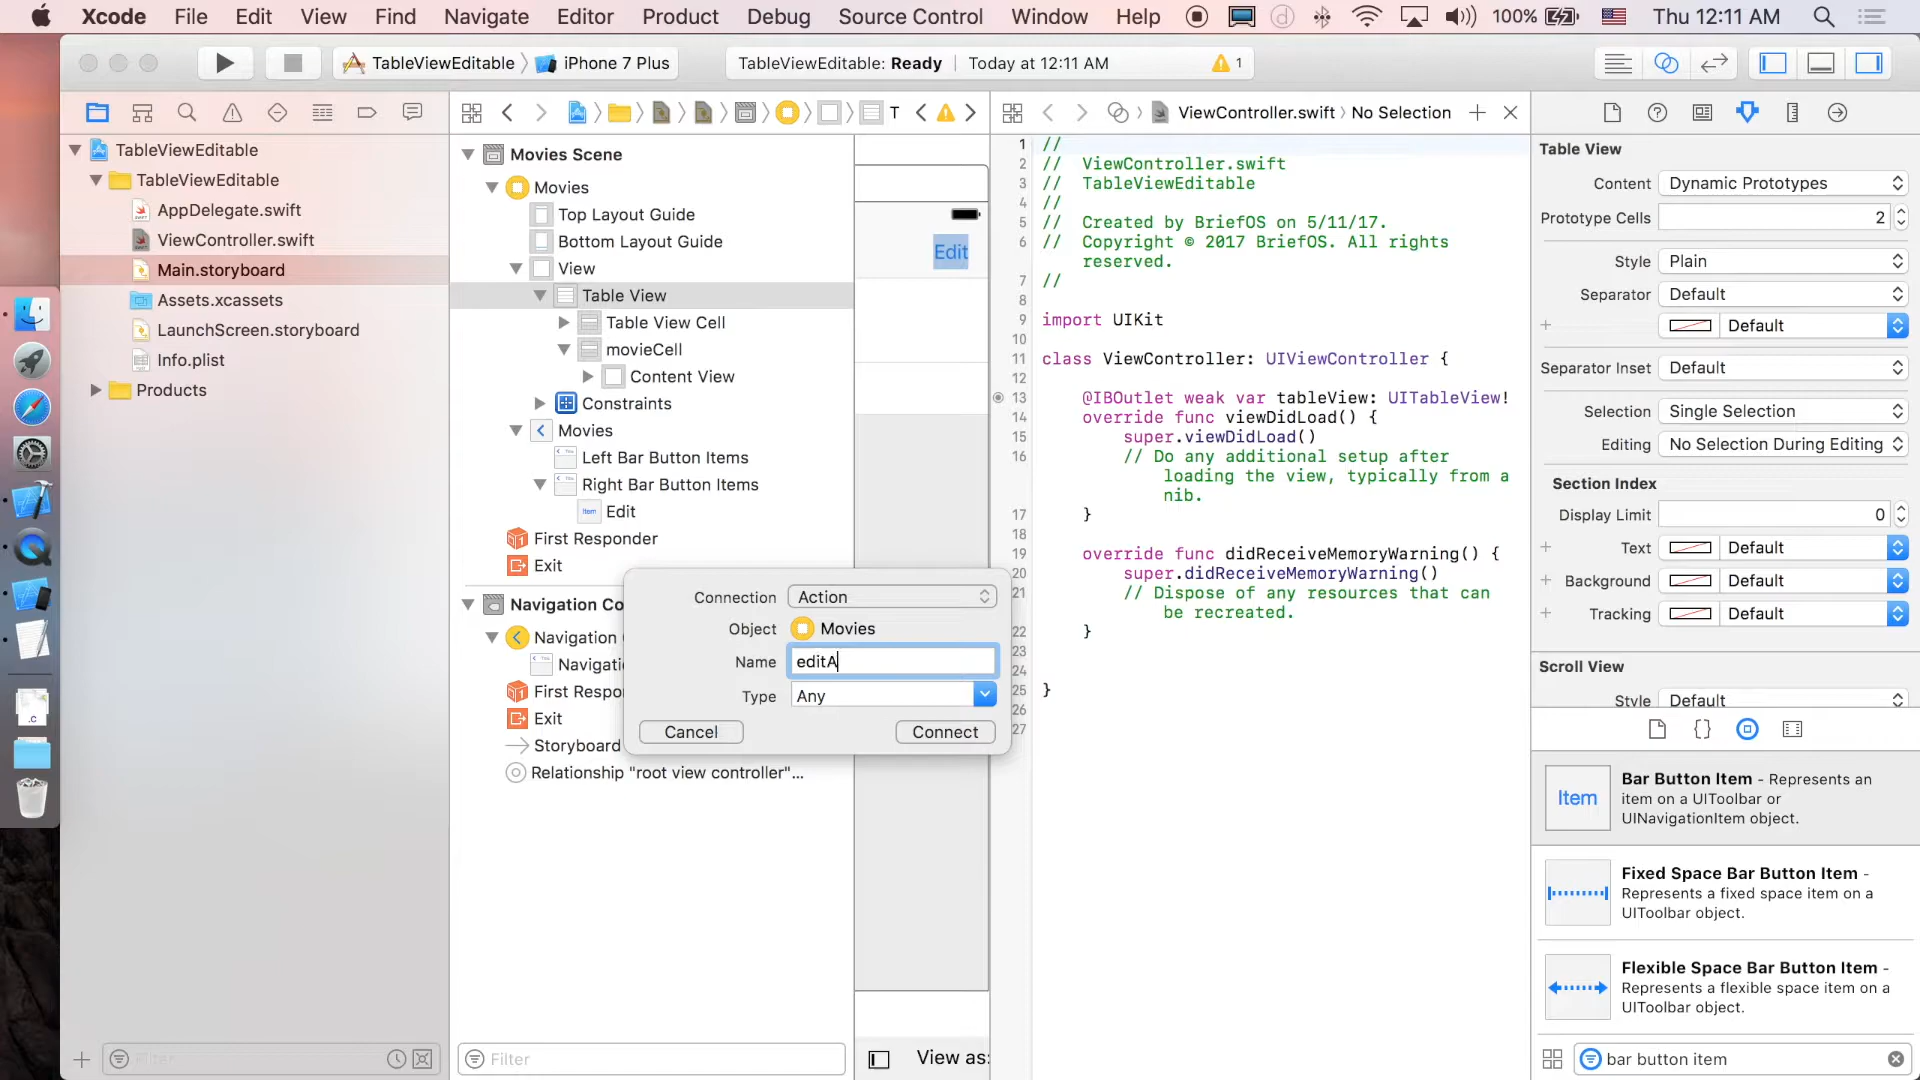 Xcode File Edit View Find Navigate Editor Product Debug Source Control Window Help 100% Thu 12:11 AM
TableViewEditable iPhone 7 Plus
TableViewEditable: Ready Today at 12:11 AM 1
TableViewEditable
TableViewEditable
AppDelegate.swift
ViewController.swift
Main.storyboard
Assets.xcassets
LaunchScreen.storyboard
Info.plist
Products
Filter
T
Movies Scene
Movies
Top Layout Guide
Bottom Layout Guide
View
Table View
Table View Cell
movieCell
Content View
Constraints
Movies
Left Bar Button Items
Right Bar Button Items
Item Edit
First Responder
Exit
Navigation Co
Navigation
Navigati
First Respo
Exit
Storyboard
Relationship "root view controller"...
Filter
Edit
View as:
Connection Action
Object Movies
Name editA
Type Any
Cancel Connect
ViewController.swift No Selection
1 //
2 // ViewController.swift
3 // TableViewEditable
4 //
5 // Created by BriefOS on 5/11/17.
6 // Copyright © 2017 BriefOS. All rights
reserved.
7 //
8
9 import UIKit
10
11 class ViewController: UIViewController {
12
13 @IBOutlet weak var tableView: UITableView!
14 override func viewDidLoad() {
15 super.viewDidLoad()
16 // Do any additional setup after
loading the view, typically from a
nib.
17 }
18
19 override func didReceiveMemoryWarning() {
20 super.didReceiveMemoryWarning()
21 // Dispose of any resources that can
be recreated.
22 }
23
24
25 }
26
27
Table View
Content Dynamic Prototypes
Prototype Cells 2
Style Plain
Separator Default
Default
Separator Inset Default
Selection Single Selection
Editing No Selection During Editing
Section Index
Display Limit 0
Text Default
Background Default
Tracking Default
Scroll View
Style Default
Item
Bar Button Item - Represents an
item on a UIToolbar or
UINavigationItem object.
Fixed Space Bar Button Item -
Represents a fixed space item on a
UIToolbar object.
Flexible Space Bar Button Item -
Represents a flexible space item on a
UIToolbar object.
bar button item